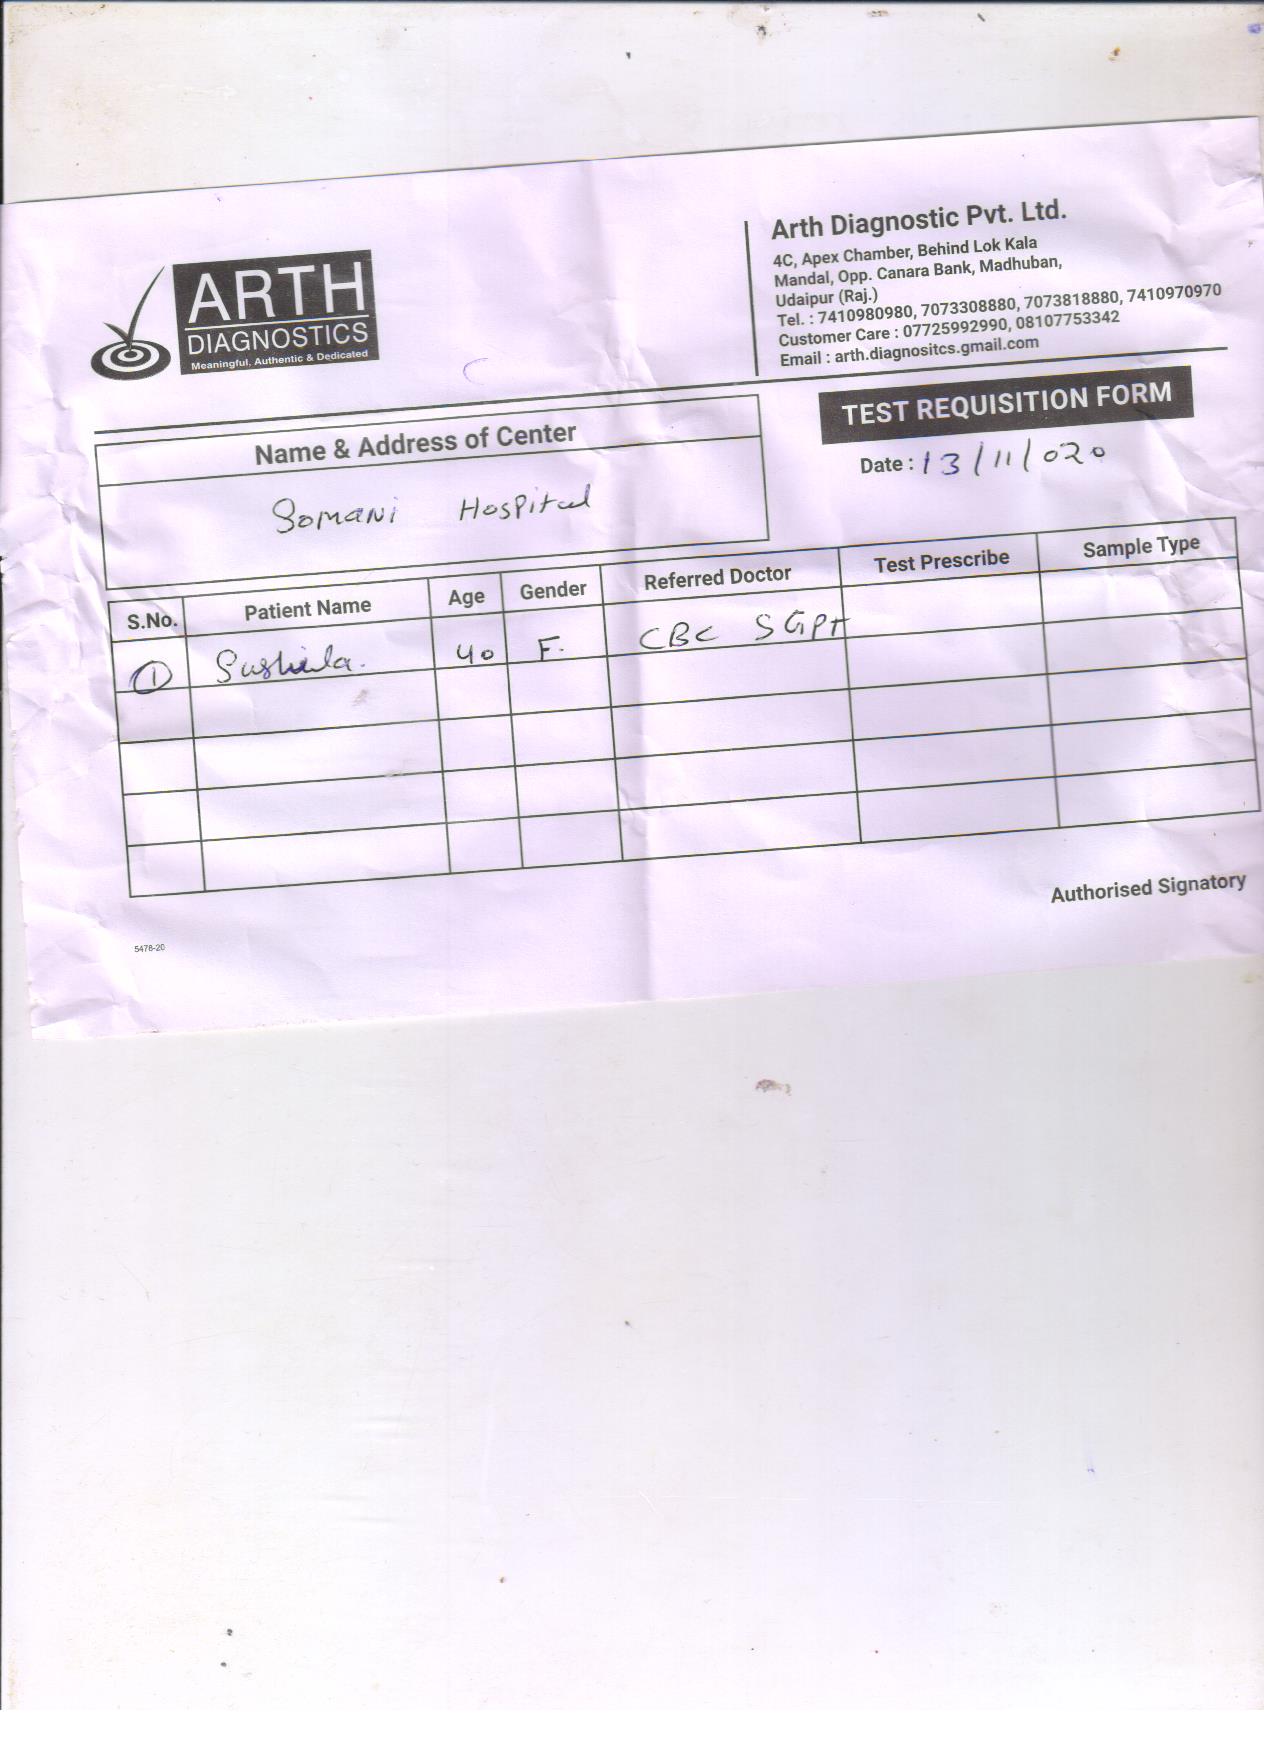 ARTH
DIAGNOSTICS
Meaningful, Authentic & Dedicated
Arth Diagnostic Pvt. Ltd.
4C, Apex Chamber, Behind Lok Kala
Mandal, Opp. Canara Bank, Madhuban,
Udaipur (Raj.)
Tel. : 7410980980, 7073308880, 7073818880, 7410970970
Customer Care : 07725992990, 08107753342
Email : arth.diagnositcs.gmail.com
TEST REQUISITION FORM
Date : 13/11/020
Name & Address of Center
Somani Hospital
S.No. Patient Name Age Gender Referred Doctor Test Prescribe Sample Type
1 Sushila. 40 F. CBC SGPT
Authorised Signatory
5478-20